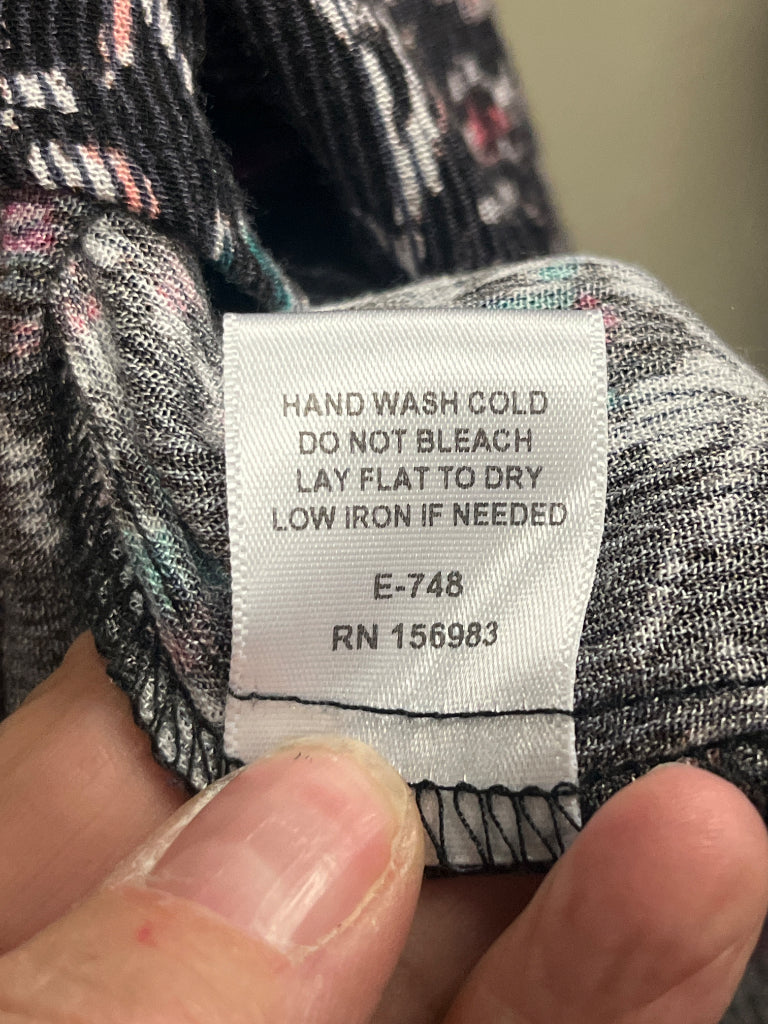 HAND WASH COLD
DO NOT BLEACH
LAY FLAT TO DRY
LOW IRON IF NEEDED
E-748
RN 156983